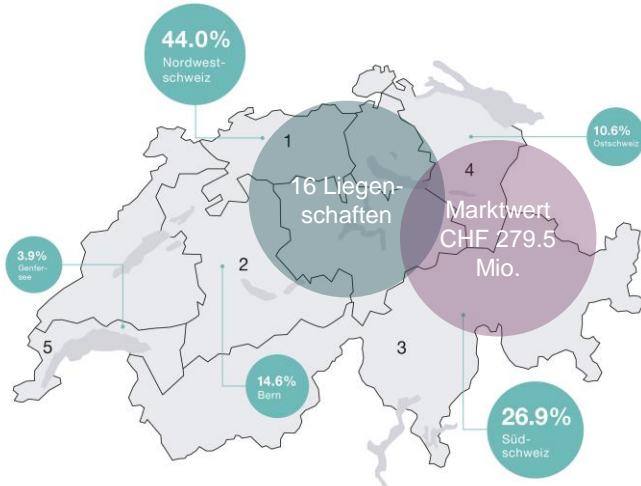 44.0%
Nordwest-
schweiz
10.6%
Ostschweiz
1
4
16 Liegen-
schaften
Marktwert
CHF 279.5
Mio.
3.9%
Genfer-
see
2
5
3
14.6%
Bern
26.9%
Süd-
schweiz